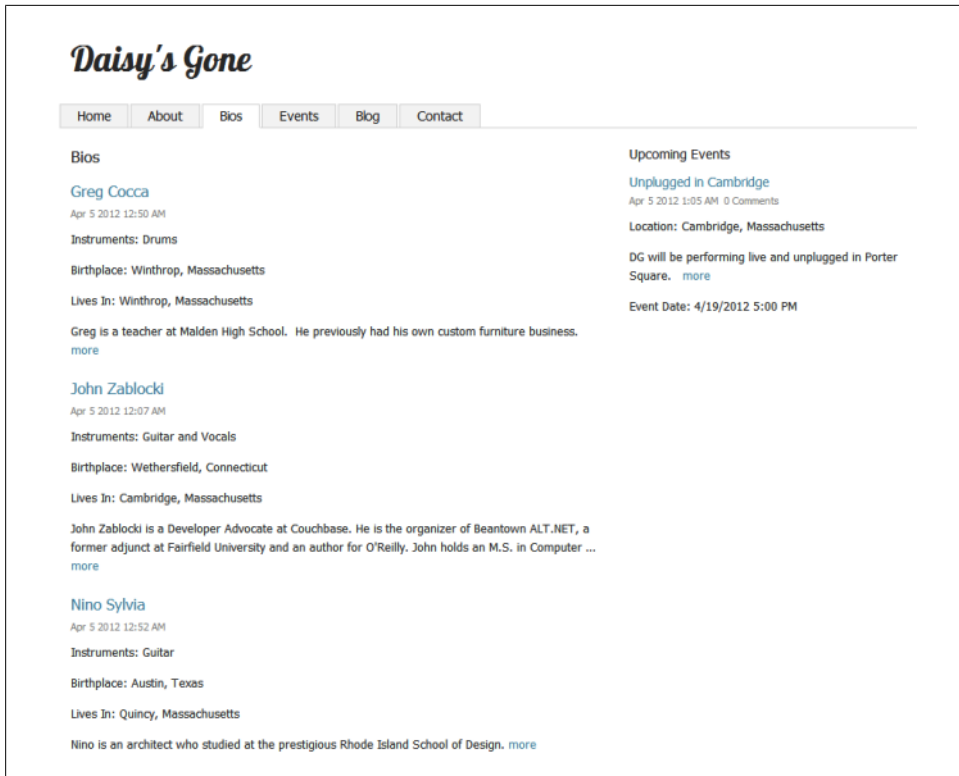 Daisy's Gone
Home About Bios Events Blog Contact
Bios
Greg Cocca
Apr 5 2012 12:50 AM
Instruments: Drums
Birthplace: Winthrop, Massachusetts
Lives In: Winthrop, Massachusetts
Greg is a teacher at Malden High School.  He previously had his own custom furniture business.
more
John Zablocki
Apr 5 2012 12:07 AM
Instruments: Guitar and Vocals
Birthplace: Wethersfield, Connecticut
Lives In: Cambridge, Massachusetts
John Zablocki is a Developer Advocate at Couchbase. He is the organizer of Beantown ALT.NET, a
former adjunct at Fairfield University and an author for O'Reilly. John holds an M.S. in Computer ...
more
Nino Sylvia
Apr 5 2012 12:52 AM
Instruments: Guitar
Birthplace: Austin, Texas
Lives In: Quincy, Massachusetts
Nino is an architect who studied at the prestigious Rhode Island School of Design. more
Upcoming Events
Unplugged in Cambridge
Apr 5 2012 1:05 AM  0 Comments
Location: Cambridge, Massachusetts
DG will be performing live and unplugged in Porter
Square.   more
Event Date: 4/19/2012 5:00 PM